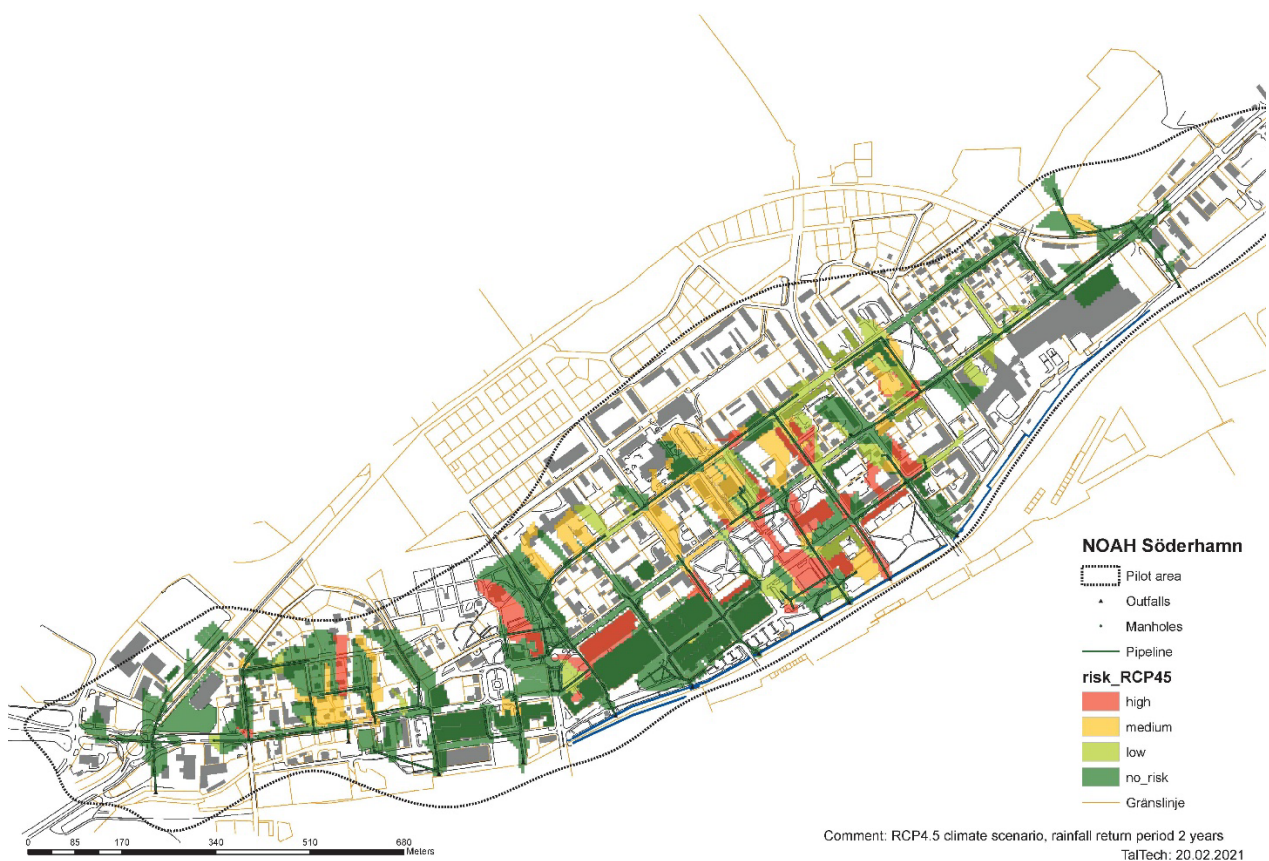 NOAH Söderhamn
Pilot area
Outfalls
Manholes
Pipeline
risk_RCP45
high
medium
low
no_risk
Gränslinje
0 85 170 340 510 680
Meters
Comment: RCP4.5 climate scenario, rainfall return period 2 years
TalTech: 20.02.2021